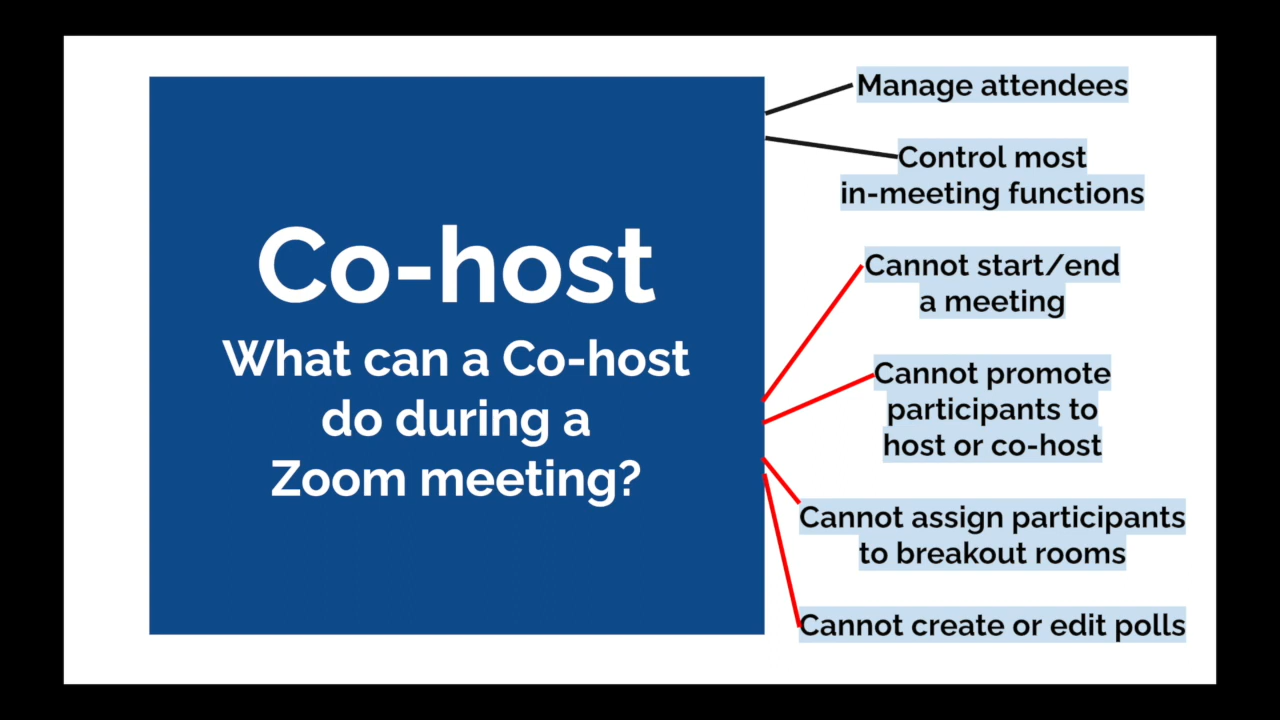 Co-host
What can a Co-host
do during a
Zoom meeting?
Manage attendees
Control most
in-meeting functions
Cannot start/end
a meeting
Cannot promote
participants to
host or co-host
Cannot assign participants
to breakout rooms
Cannot create or edit polls